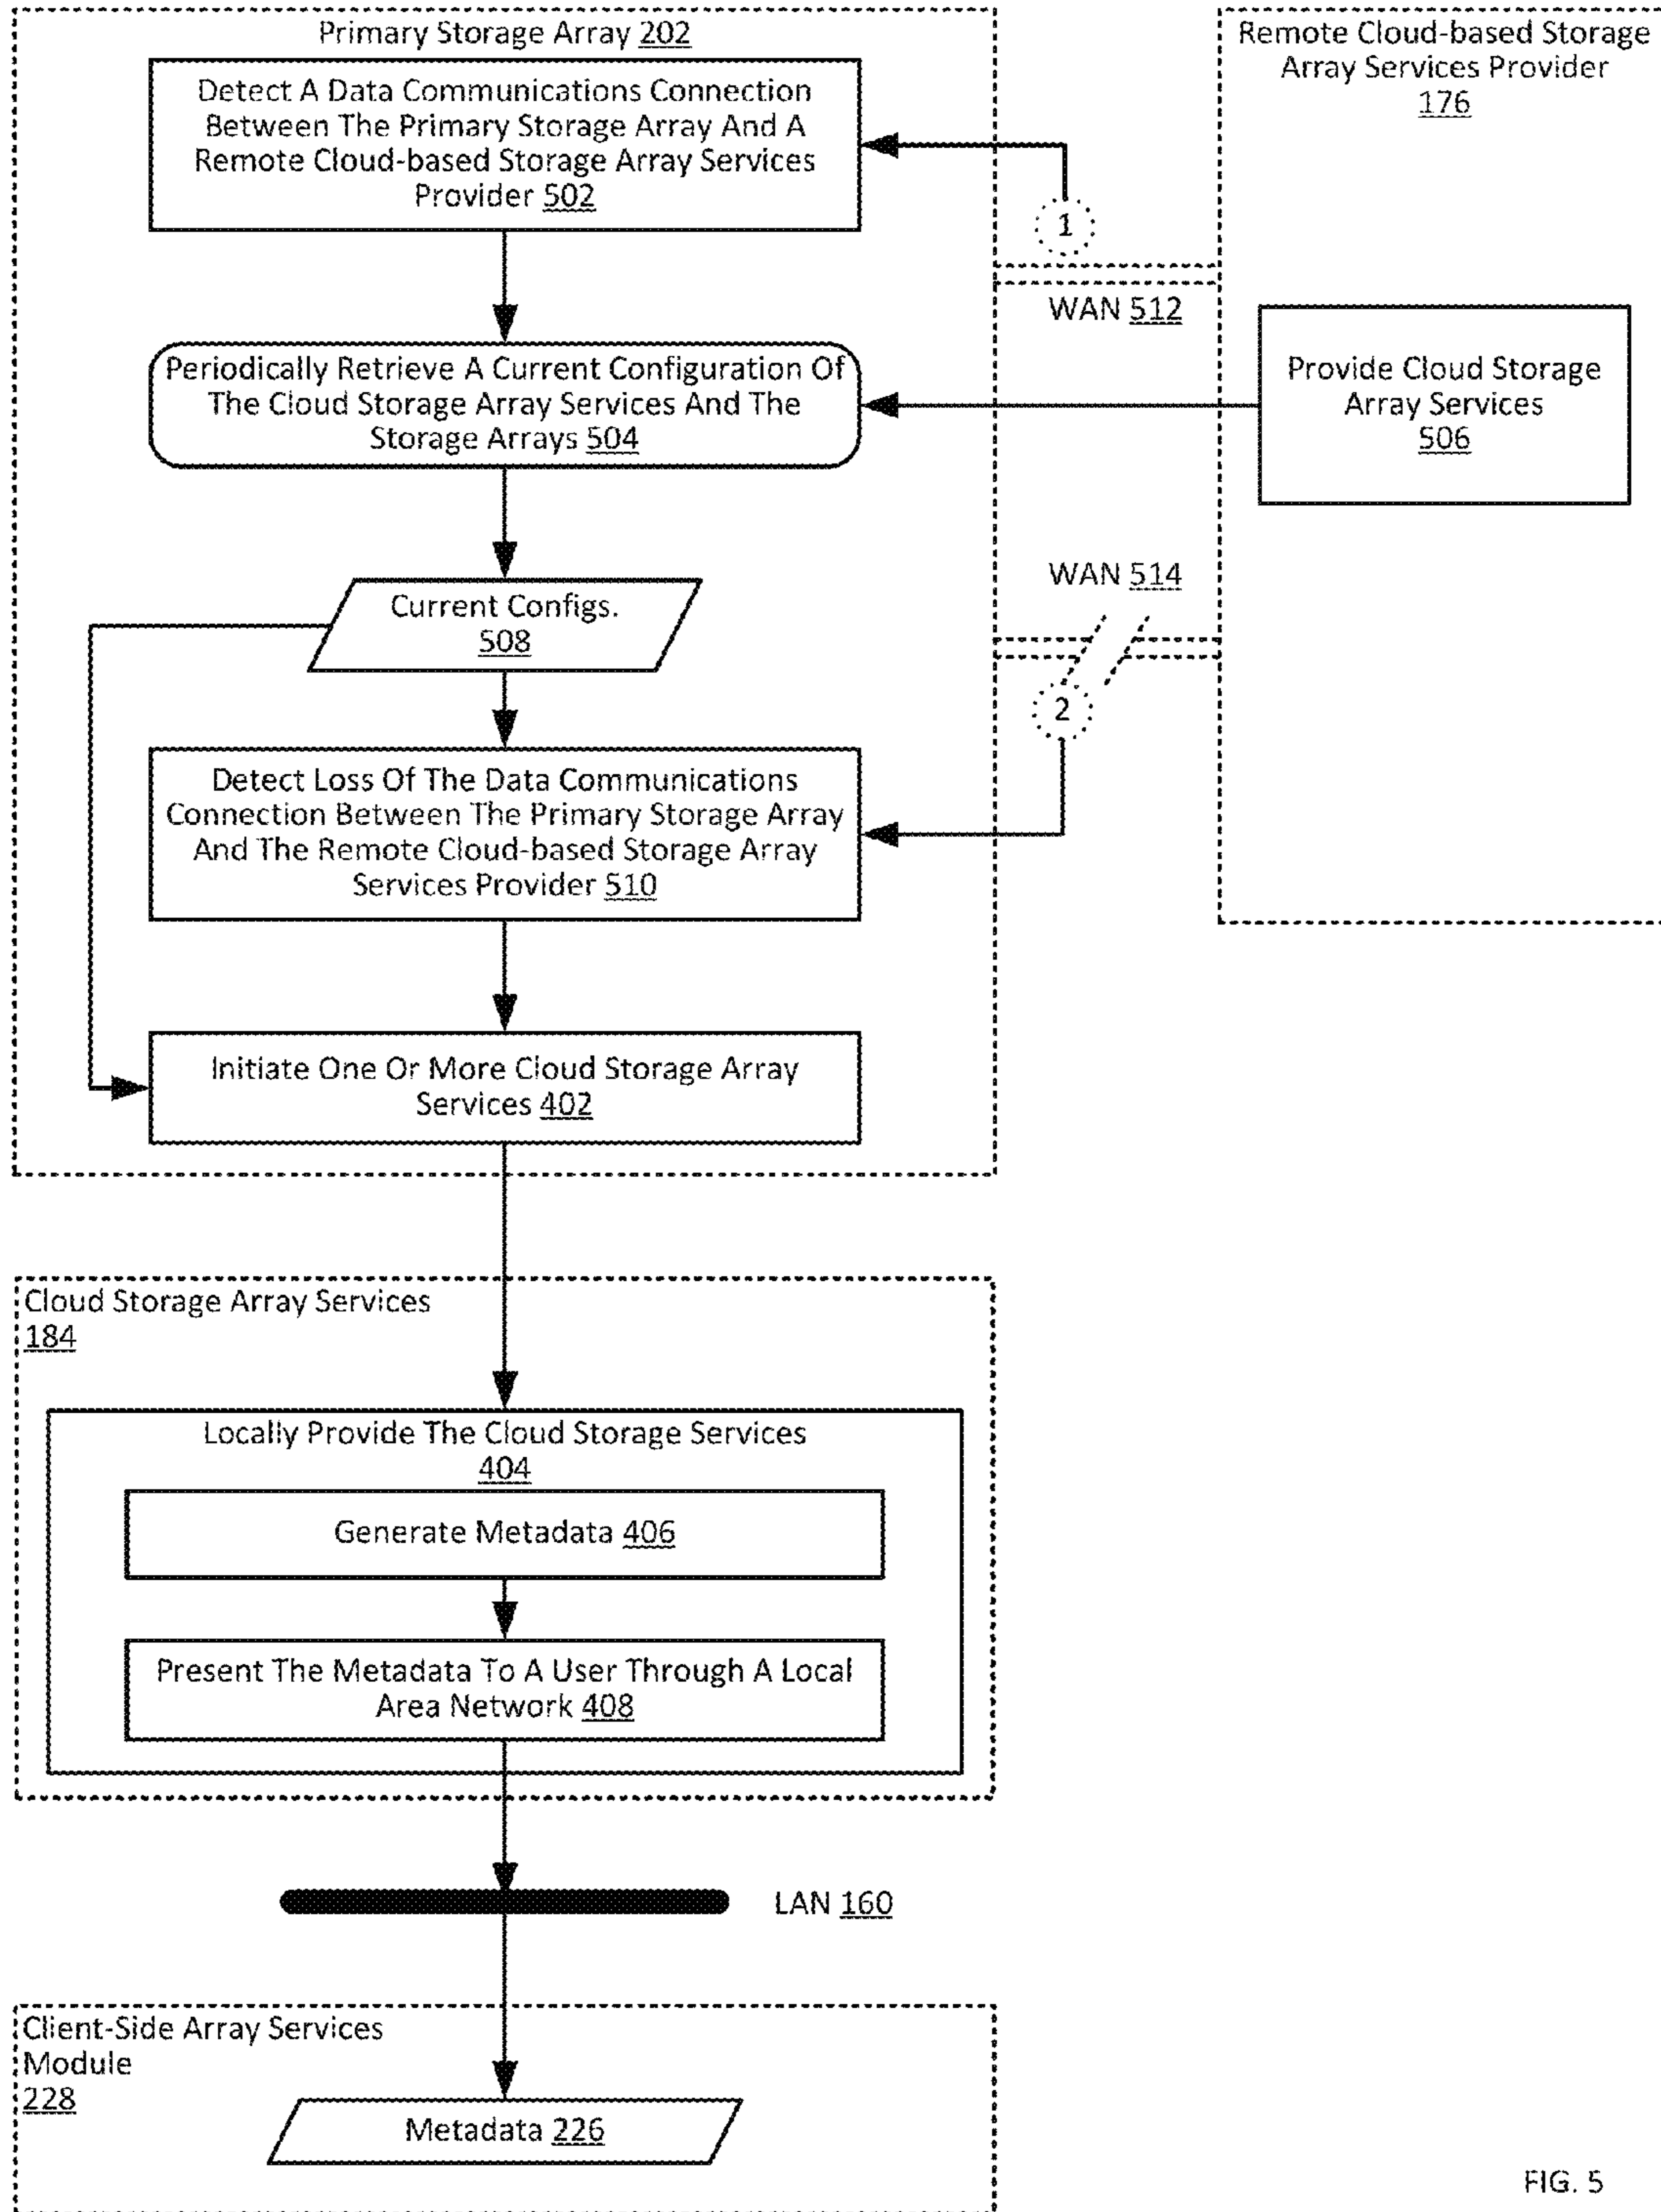 Primary Storage Array 202
Detect A Data Communications Connection
Between The Primary Storage Array And A
Remote Cloud-based Storage Array Services
Provider 502
1
Remote Cloud-based Storage
Array Services Provider
176
WAN 512
Periodically Retrieve A Current Configuration Of
The Cloud Storage Array Services And The
Storage Arrays 504
Provide Cloud Storage
Array Services
506
Current Configs.
508
WAN 514
2
Detect Loss Of The Data Communications
Connection Between The Primary Storage Array
And The Remote Cloud-based Storage Array
Services Provider 510
Initiate One Or More Cloud Storage Array
Services 402
Cloud Storage Array Services
184
Locally Provide The Cloud Storage Services
404
Generate Metadata 406
Present The Metadata To A User Through A Local
Area Network 408
LAN 160
Client-Side Array Services
Module
228
Metadata 226
FIG. 5